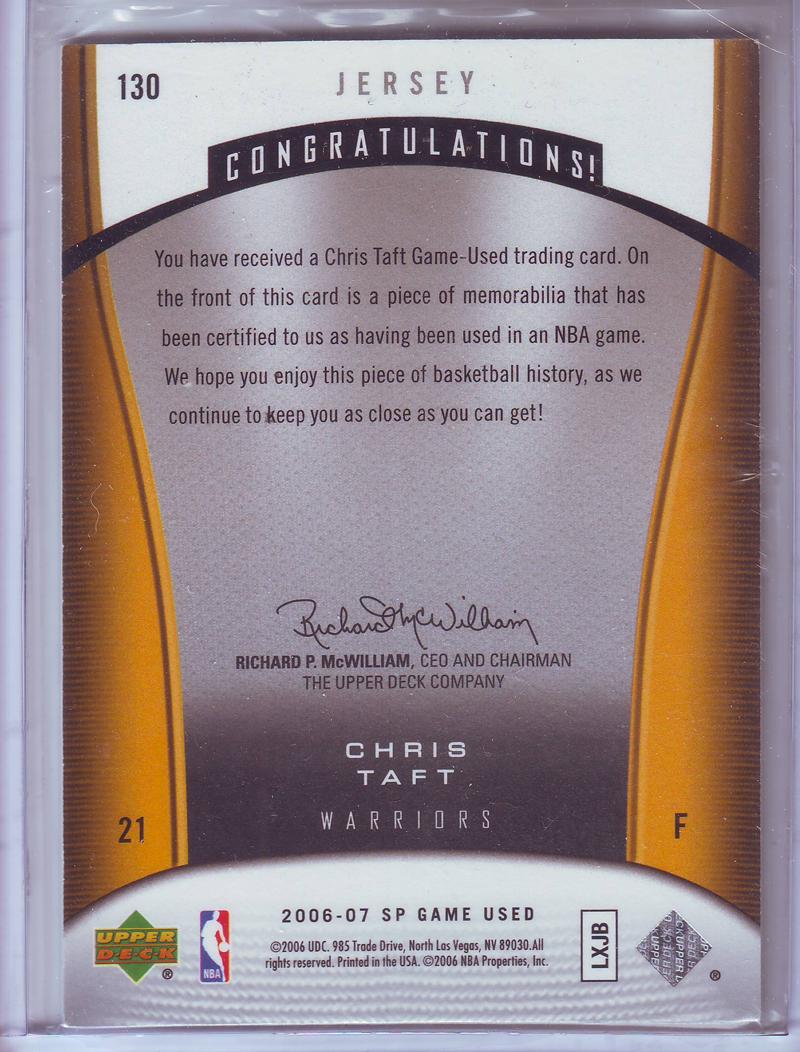 130
JERSEY
CONGRATULATIONS!
You have received a Chris Taft Game-Used trading card. On
the front of this card is a piece of memorabilia that has
been certified to us as having been used in an NBA game.
We hope you enjoy this piece of basketball history, as we
continue to keep you as close as you can get!
Richard McWilliam
RICHARD P. McWILLIAM, CEO AND CHAIRMAN
THE UPPER DECK COMPANY
CHRIS
TAFT
21
WARRIORS
F
2006-07 SP GAME USED
©2006 UDC. 985 Trade Drive, North Las Vegas, NV 89030.All
rights reserved. Printed in the USA. ©2006 NBA Properties, Inc.
UPPER
DECK
®
NBA
LXJB
®